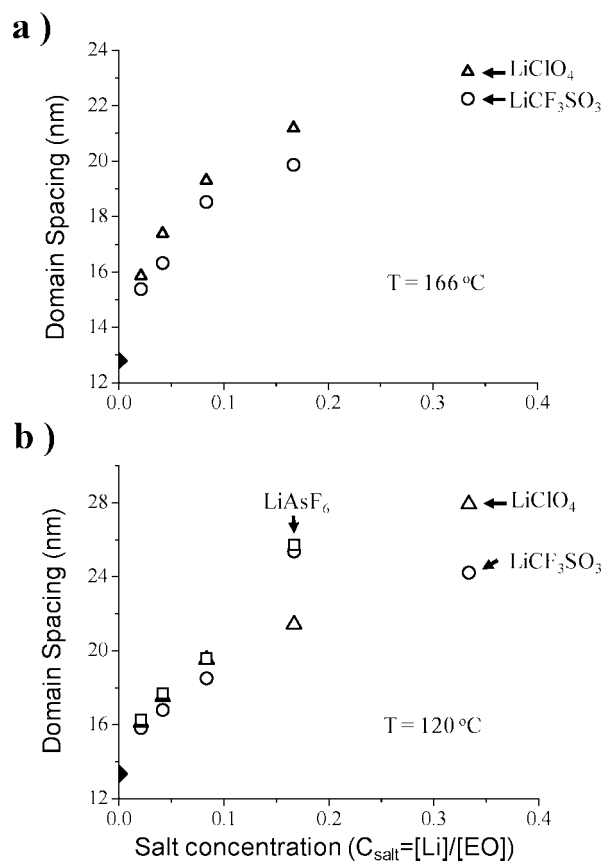 a )
24
22
20
18
16
14
12
Domain Spacing (nm)
LiClO₄
LiCF₃SO₃
T = 166 °C
0.0 0.1 0.2 0.3 0.4
b )
28
24
20
16
12
Domain Spacing (nm)
LiAsF₆
LiClO₄
LiCF₃SO₃
T = 120 °C
0.0 0.1 0.2 0.3 0.4
Salt concentration (Cₛₐₗₜ=[Li]/[EO])